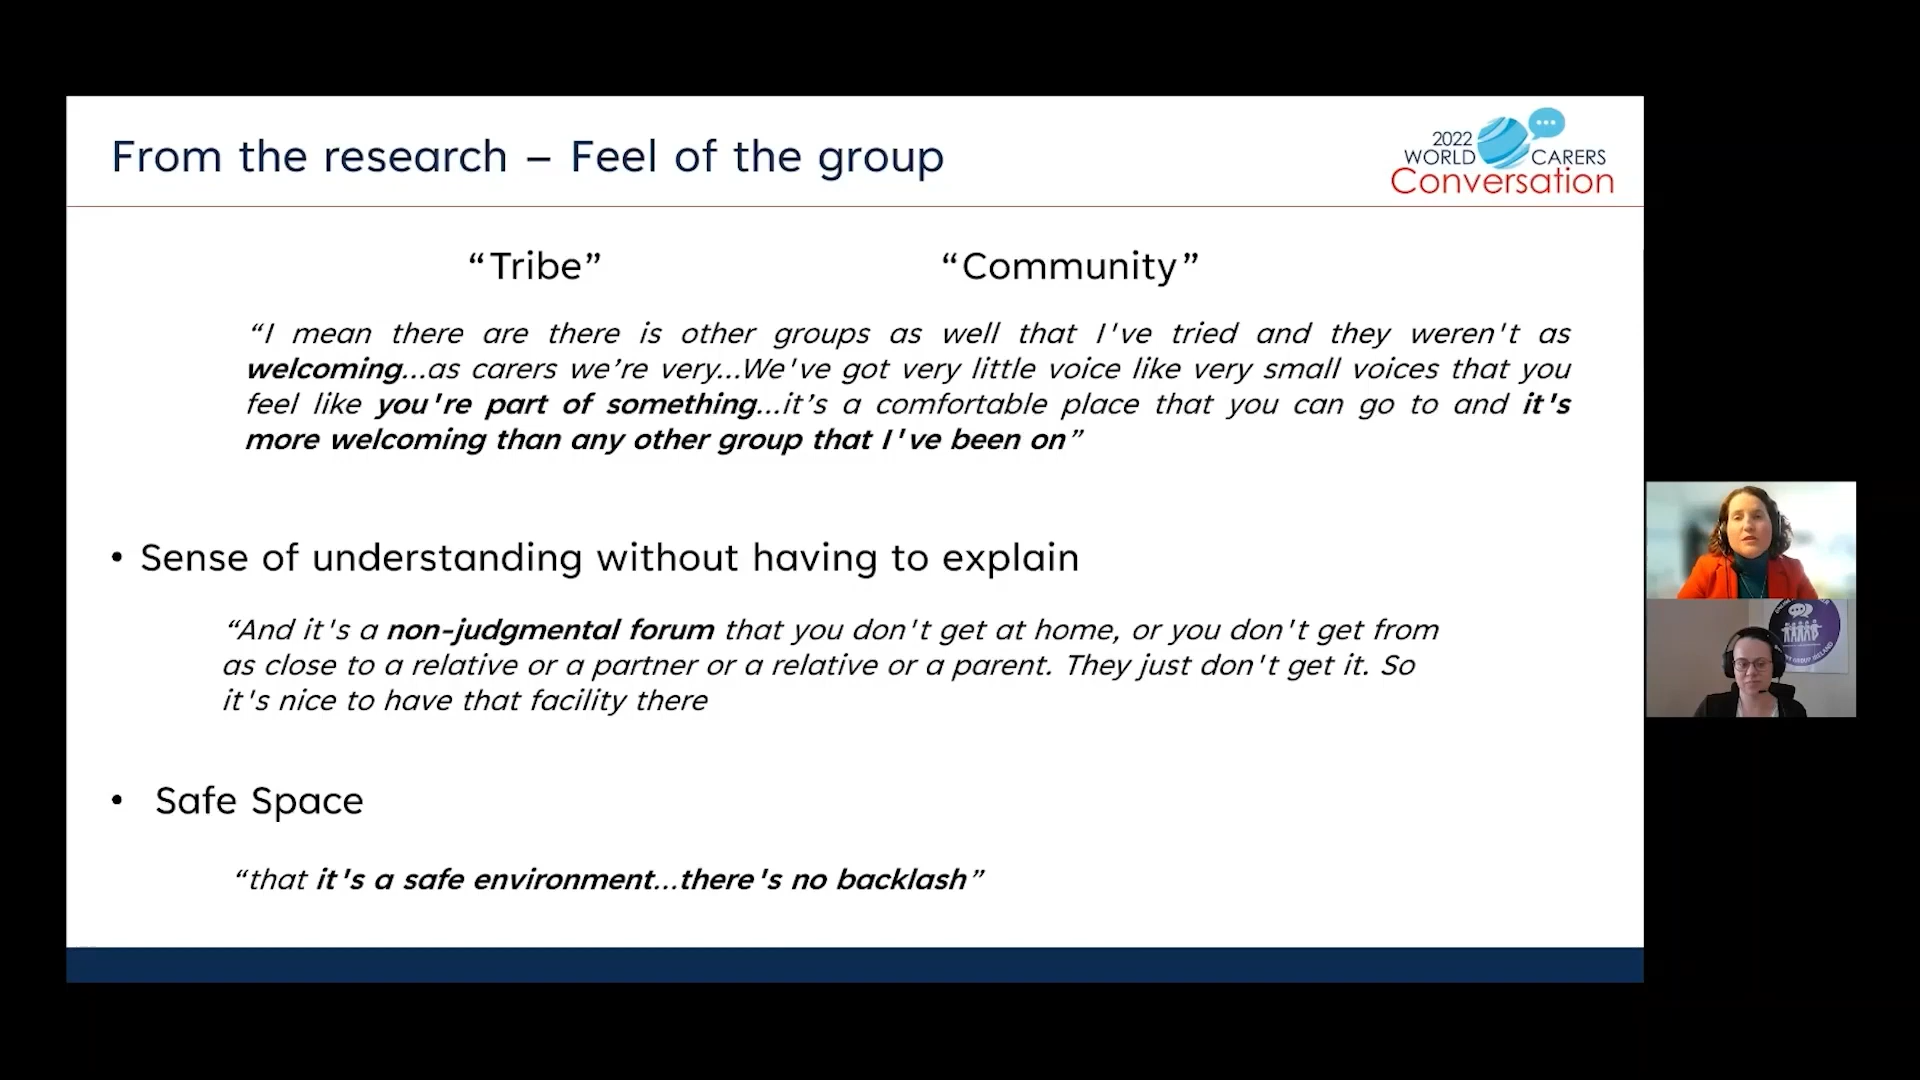 From the research – Feel of the group
2022
WORLD CARERS
Conversation
“Tribe” “Community”
“I mean there are there is other groups as well that I've tried and they weren't as
welcoming...as carers we’re very...We've got very little voice like very small voices that you
feel like you're part of something...it’s a comfortable place that you can go to and it's
more welcoming than any other group that I've been on”
• Sense of understanding without having to explain
“And it's a non-judgmental forum that you don't get at home, or you don't get from
as close to a relative or a partner or a relative or a parent. They just don't get it. So
it's nice to have that facility there
• Safe Space
“that it's a safe environment...there's no backlash”
GROUP IRELAND